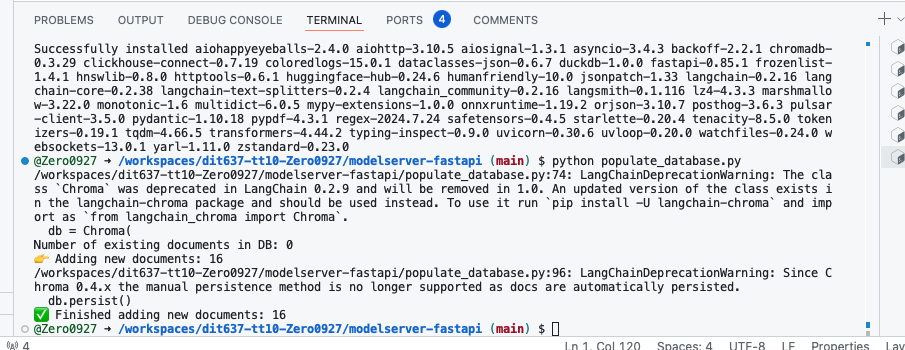 PROBLEMS OUTPUT DEBUG CONSOLE TERMINAL PORTS 4 COMMENTS
Successfully installed aiohappyeyeballs-2.4.0 aiohttp-3.10.5 aiosignal-1.3.1 asyncio-3.4.3 backoff-2.2.1 chromadb-
0.3.29 clickhouse-connect-0.7.19 coloredlogs-15.0.1 dataclasses-json-0.6.7 duckdb-1.0.0 fastapi-0.85.1 frozenlist-
1.4.1 hnswlib-0.8.0 httptools-0.6.1 huggingface-hub-0.24.6 humanfriendly-10.0 jsonpatch-1.33 langchain-0.2.16 lang
chain-core-0.2.38 langchain-text-splitters-0.2.4 langchain_community-0.2.16 langsmith-0.1.116 lz4-4.3.3 marshmallo
w-3.22.0 monotonic-1.6 multidict-6.0.5 mypy-extensions-1.0.0 onnxruntime-1.19.2 orjson-3.10.7 posthog-3.6.3 pulsar
-client-3.5.0 pydantic-1.10.18 pypdf-4.3.1 regex-2024.7.24 safetensors-0.4.5 starlette-0.20.4 tenacity-8.5.0 token
izers-0.19.1 tqdm-4.66.5 transformers-4.44.2 typing-inspect-0.9.0 uvicorn-0.30.6 uvloop-0.20.0 watchfiles-0.24.0 w
ebsockets-13.0.1 yarl-1.11.0 zstandard-0.23.0
@Zero0927 → /workspaces/dit637-tt10-Zero0927/modelserver-fastapi (main) $ python populate_database.py
/workspaces/dit637-tt10-Zero0927/modelserver-fastapi/populate_database.py:74: LangChainDeprecationWarning: The cla
ss `Chroma` was deprecated in LangChain 0.2.9 and will be removed in 1.0. An updated version of the class exists i
n the langchain-chroma package and should be used instead. To use it run `pip install -U langchain-chroma` and imp
ort as `from langchain_chroma import Chroma`.
db = Chroma(
Number of existing documents in DB: 0
👉 Adding new documents: 16
/workspaces/dit637-tt10-Zero0927/modelserver-fastapi/populate_database.py:96: LangChainDeprecationWarning: Since C
hroma 0.4.x the manual persistence method is no longer supported as docs are automatically persisted.
db.persist()
✅ Finished adding new documents: 16
@Zero0927 → /workspaces/dit637-tt10-Zero0927/modelserver-fastapi (main) $
4 Ln 1, Col 120 Spaces: 4 UTF-8 LF Properties Lay